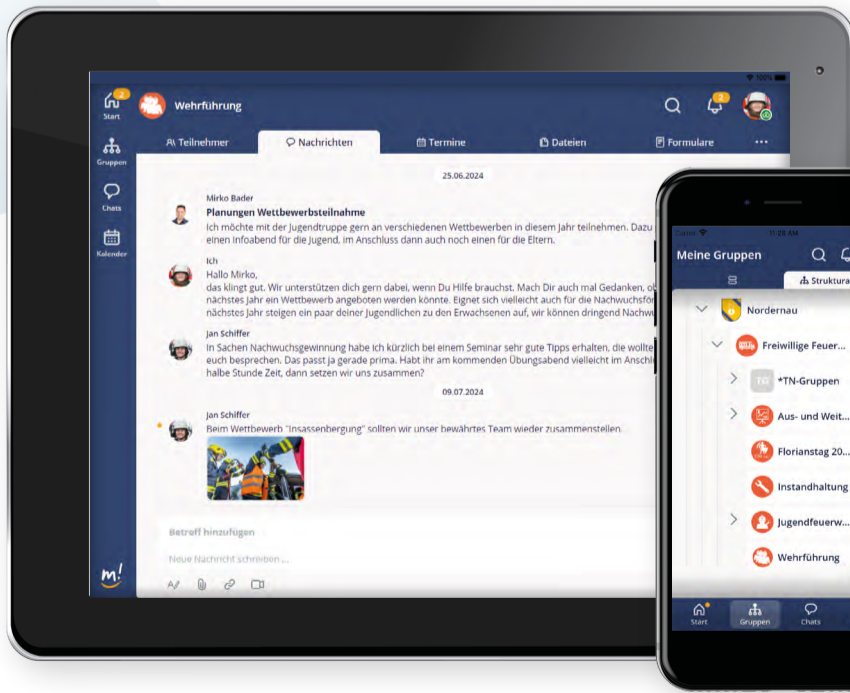 100%
2
Start
Wehrführung
2
Gruppen
Chats
Kalender
Teilnehmer
Nachrichten
Termine
Dateien
Formulare
...
25.06.2024
Mirko Bader
Planungen Wettbewerbsteilnahme
Ich möchte mit der Jugendtruppe gern an verschiedenen Wettbewerben in diesem Jahr teilnehmen. Dazu
einen Infoabend für die Jugend, im Anschluss dann auch noch einen für die Eltern.
Ich
Hallo Mirko,
das klingt gut. Wir unterstützen dich gern dabei, wenn Du Hilfe brauchst. Mach Dir auch mal Gedanken,
nächstes Jahr ein Wettbewerb angeboten werden könnte. Eignet sich vielleicht auch für die
nächstes Jahr steigen ein paar deiner Jugendlichen zu den Erwachsenen auf, wir können dringend
Jan Schiffer
In Sachen Nachwuchsgewinnung habe ich kürzlich bei einem Seminar sehr gute Tipps erhalten, die wollte
euch besprechen. Das passt ja gerade prima. Habt ihr am kommenden Übungsabend vielleicht im
halbe Stunde Zeit, dann setzen wir uns zusammen?
09.07.2024
Jan Schiffer
Beim Wettbewerb "Insassenbergung" sollten wir unser bewährtes Team wieder zusammenstellen.
Betreff hinzufügen
Neue Nachricht schreiben ...
m!
Carrier
11:28 AM
Meine Gruppen
Struktura
Nordernau
Freiwillige Feuer...
TG
*TN-Gruppen
Aus- und Weit...
Florianstag 20...
Instandhaltung
Jugendfeuerw...
Wehrführung
Start
Gruppen
Chats